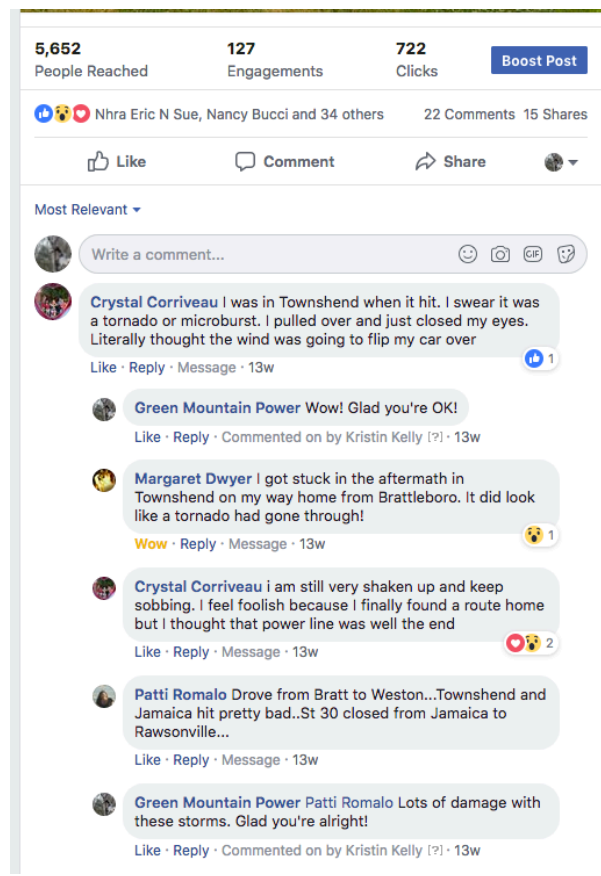 5,652 127 722
People Reached Engagements Clicks Boost Post
Nhra Eric N Sue, Nancy Bucci and 34 others 22 Comments 15 Shares
Like Comment Share
Most Relevant
Write a comment... GIF
Crystal Corriveau I was in Townshend when it hit. I swear it was
a tornado or microburst. I pulled over and just closed my eyes.
Literally thought the wind was going to flip my car over
1
Like · Reply · Message · 13w
Green Mountain Power Wow! Glad you're OK!
Like · Reply · Commented on by Kristin Kelly [?] · 13w
Margaret Dwyer I got stuck in the aftermath in
Townshend on my way home from Brattleboro. It did look
like a tornado had gone through!
1
Wow · Reply · Message · 13w
Crystal Corriveau i am still very shaken up and keep
sobbing. I feel foolish because I finally found a route home
but I thought that power line was well the end
2
Like · Reply · Message · 13w
Patti Romalo Drove from Bratt to Weston...Townshend and
Jamaica hit pretty bad..St 30 closed from Jamaica to
Rawsonville...
Like · Reply · Message · 13w
Green Mountain Power Patti Romalo Lots of damage with
these storms. Glad you're alright!
Like · Reply · Commented on by Kristin Kelly [?] · 13w